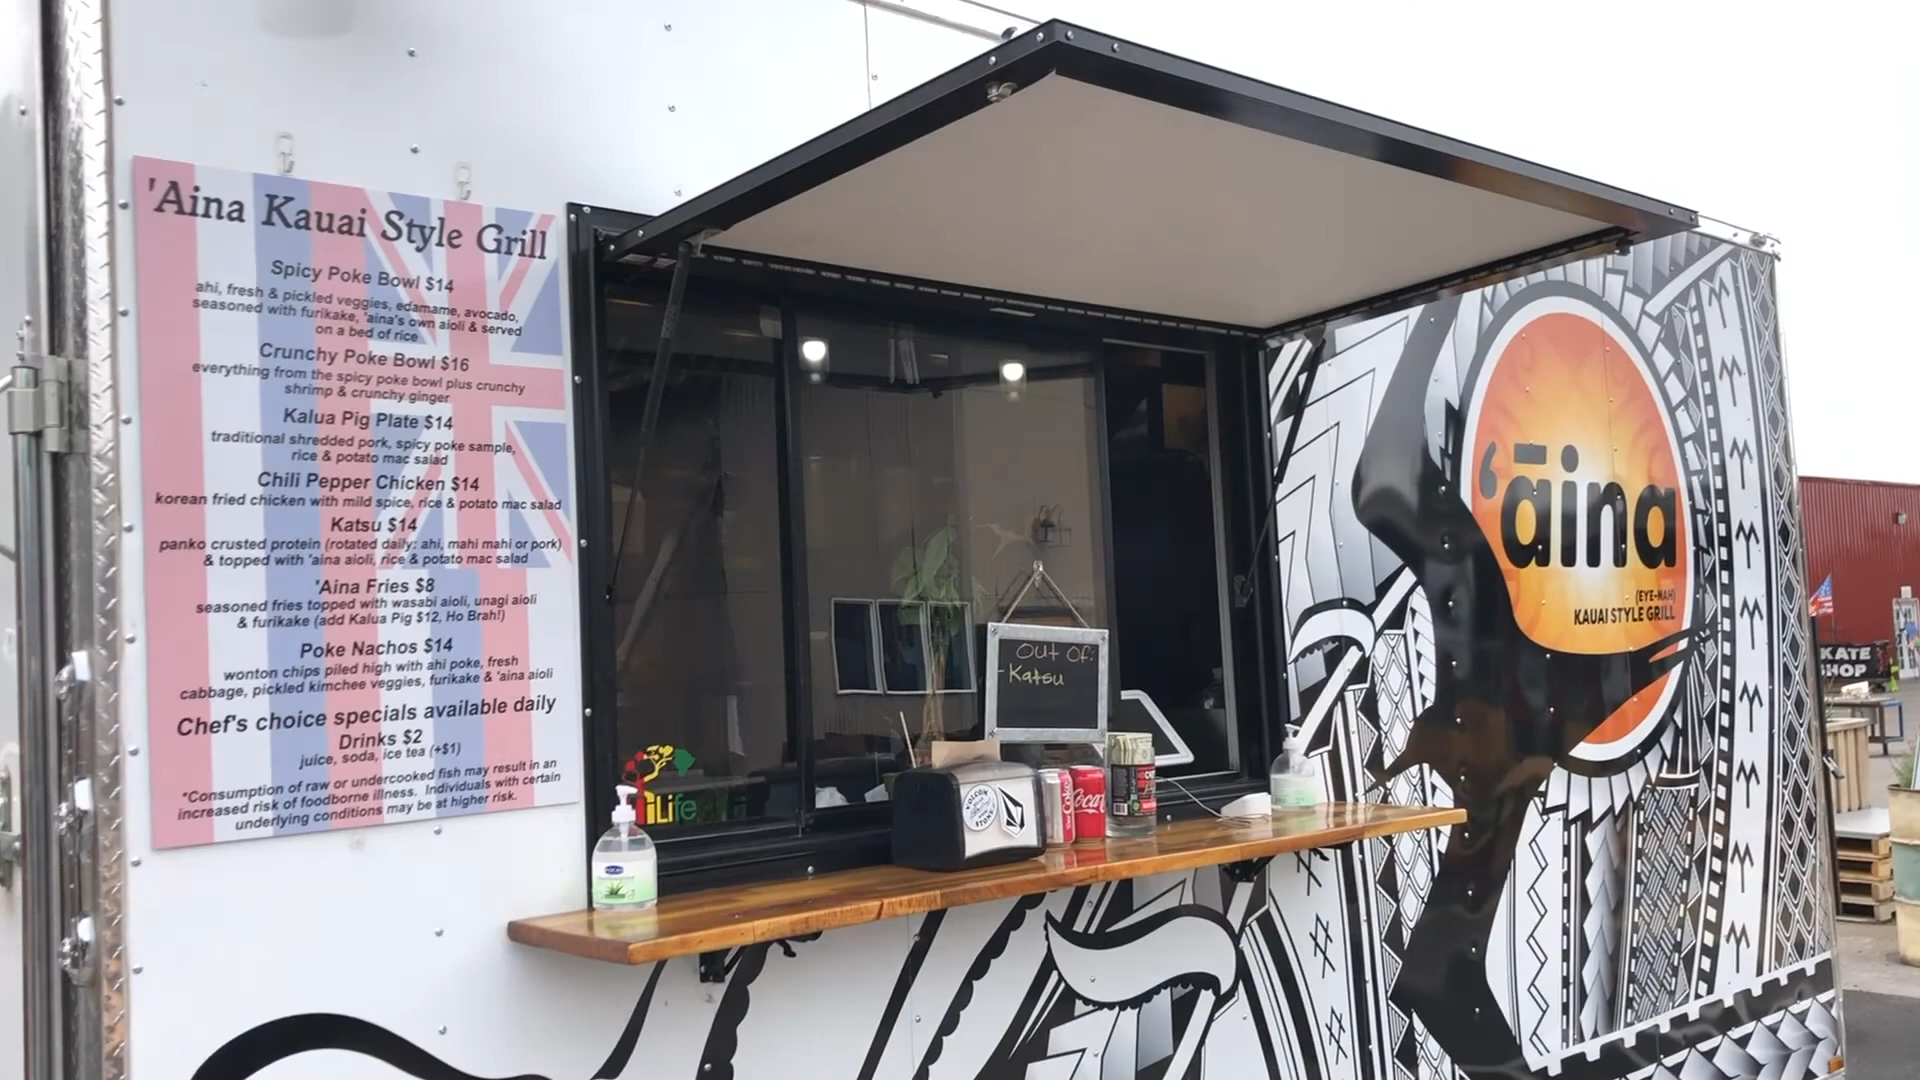 'Aina Kauai Style Grill
Spicy Poke Bowl $14
ahi, fresh & pickled veggies, edamame, avocado,
seasoned with furikake, 'aina's own aioli & served
on a bed of rice
Crunchy Poke Bowl $16
everything from the spicy poke bowl plus crunchy
shrimp & crunchy ginger
Kalua Pig Plate $14
traditional shredded pork, spicy poke sample,
rice & potato mac salad
Chili Pepper Chicken $14
korean fried chicken with mild spice, rice & potato mac salad
Katsu $14
panko crusted protein (rotated daily: ahi, mahi mahi or pork)
& topped with 'aina aioli, rice & potato mac salad
'Aina Fries $8
seasoned fries topped with wasabi aioli, unagi aioli
& furikake (add Kalua Pig $12, Ho Brah!)
Poke Nachos $14
wonton chips piled high with ahi poke, fresh
cabbage, pickled kimchee veggies, furikake & 'aina aioli
Chef's choice specials available daily
Drinks $2
juice, soda, ice tea (+$1)
*Consumption of raw or undercooked fish may result in an
increased risk of foodborne illness. Individuals with certain
underlying conditions may be at higher risk.
Out Of:
- Katsu
Life
VOLCOM
STONE
Coke
Coca
ʻāina
(EYE-NAH)
KAUAI STYLE GRILL
KATE
SHOP